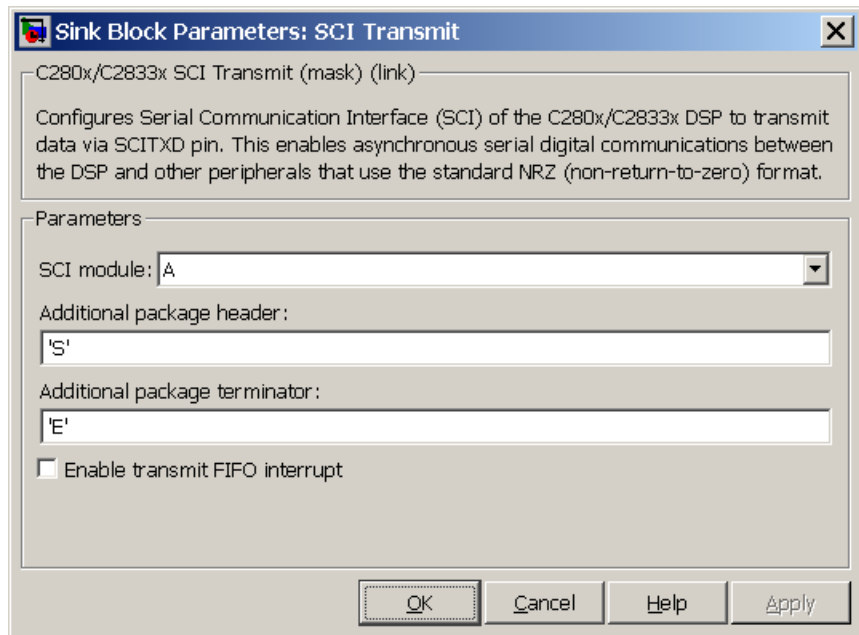 Sink Block Parameters: SCI Transmit
C280x/C2833x SCI Transmit (mask) (link)
Configures Serial Communication Interface (SCI) of the C280x/C2833x DSP to transmit
data via SCITXD pin. This enables asynchronous serial digital communications between
the DSP and other peripherals that use the standard NRZ (non-return-to-zero) format.
Parameters
SCI module: A
Additional package header:
'S'
Additional package terminator:
'E'
Enable transmit FIFO interrupt
OK Cancel Help Apply